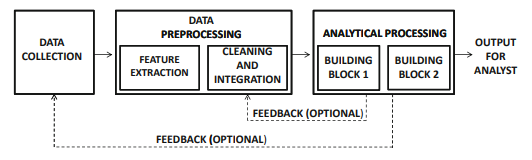 DATA
COLLECTION
DATA
PREPROCESSING
FEATURE
EXTRACTION
CLEANING
AND
INTEGRATION
ANALYTICAL PROCESSING
BUILDING
BLOCK 1
BUILDING
BLOCK 2
OUTPUT
FOR
ANALYST
FEEDBACK (OPTIONAL)
FEEDBACK (OPTIONAL)